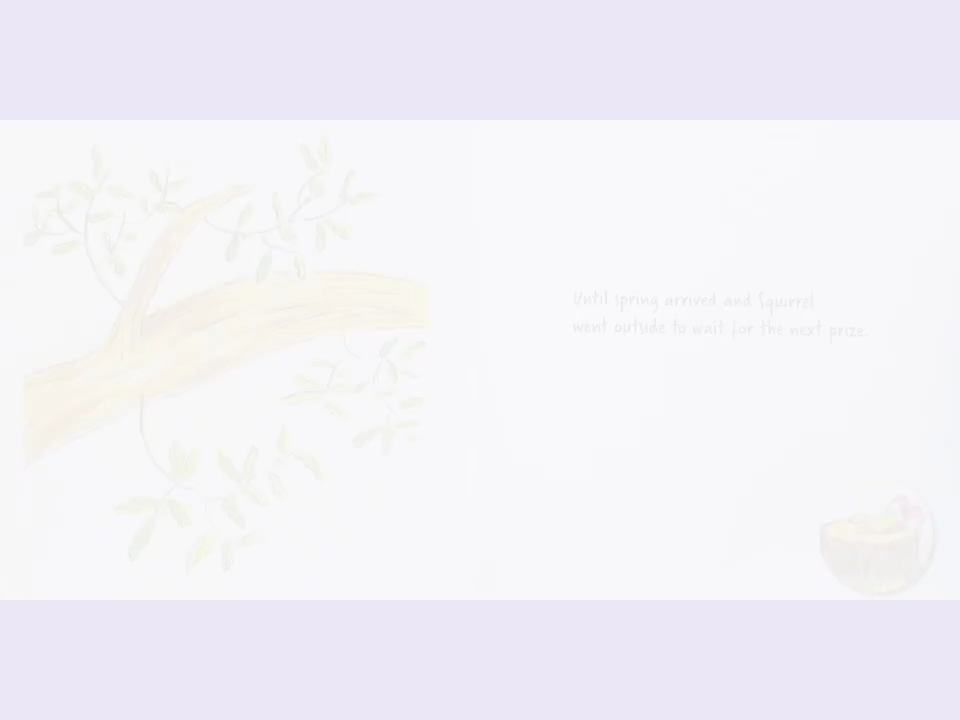 Until spring arrived and Squirrel
went outside to wait for the next prize.